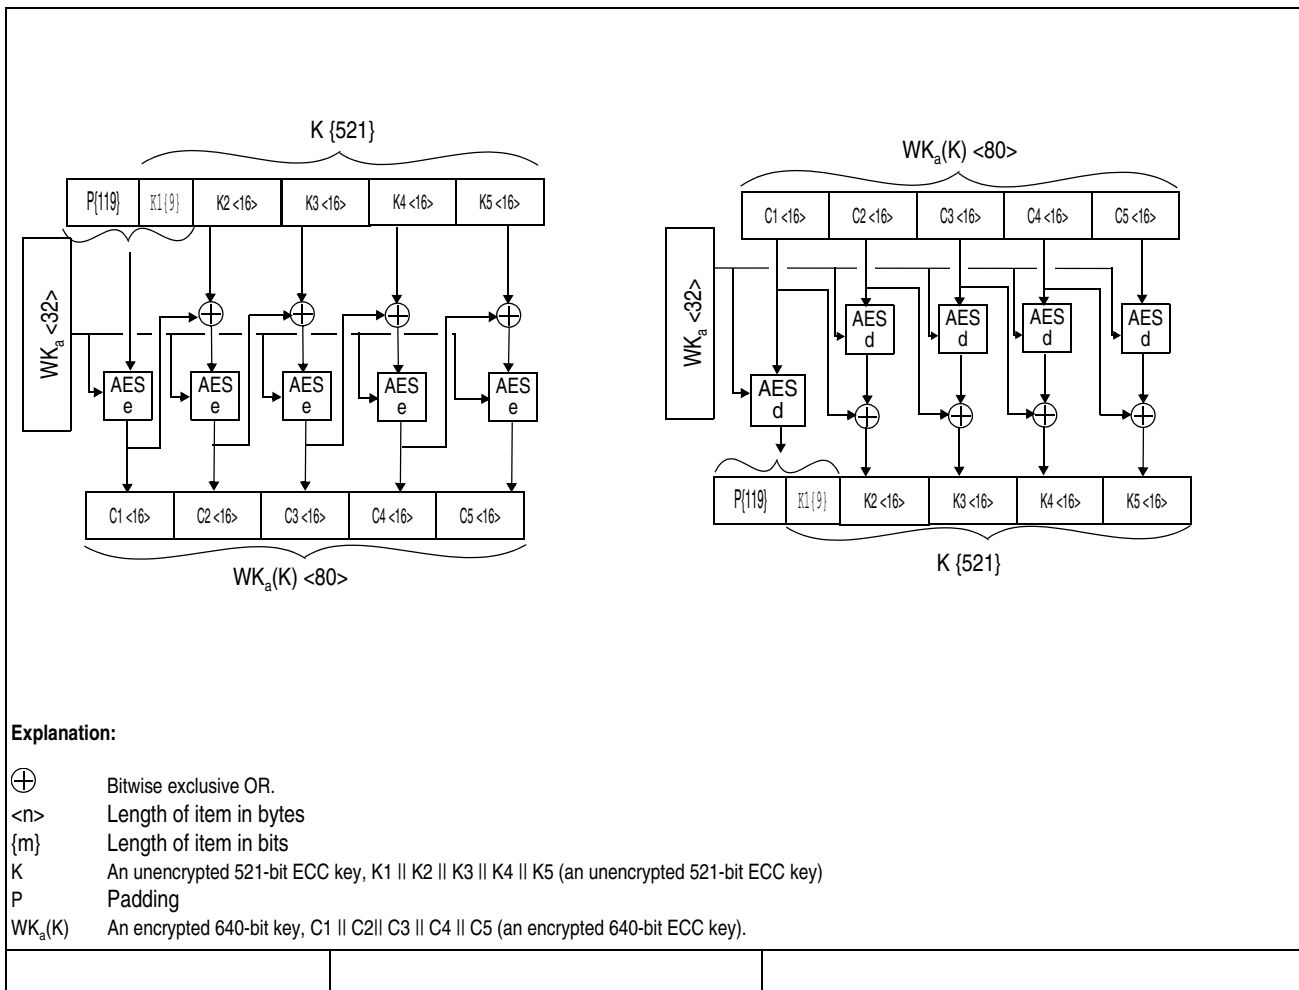 K {521}
P{119} K1{9} K2 <16> K3 <16> K4 <16> K5 <16>
WKa <32>
AES e AES e AES e AES e AES e
C1 <16> C2 <16> C3 <16> C4 <16> C5 <16>
WKa(K) <80>
WKa(K) <80>
C1 <16> C2 <16> C3 <16> C4 <16> C5 <16>
WKa <32>
AES d AES d AES d AES d
AES d
P{119} K1{9} K2 <16> K3 <16> K4 <16> K5 <16>
K {521}
Explanation:
⊕ Bitwise exclusive OR.
<n> Length of item in bytes
{m} Length of item in bits
K An unencrypted 521-bit ECC key, K1 || K2 || K3 || K4 || K5 (an unencrypted 521-bit ECC key)
P Padding
WKa(K) An encrypted 640-bit key, C1 || C2|| C3 || C4 || C5 (an encrypted 640-bit ECC key).